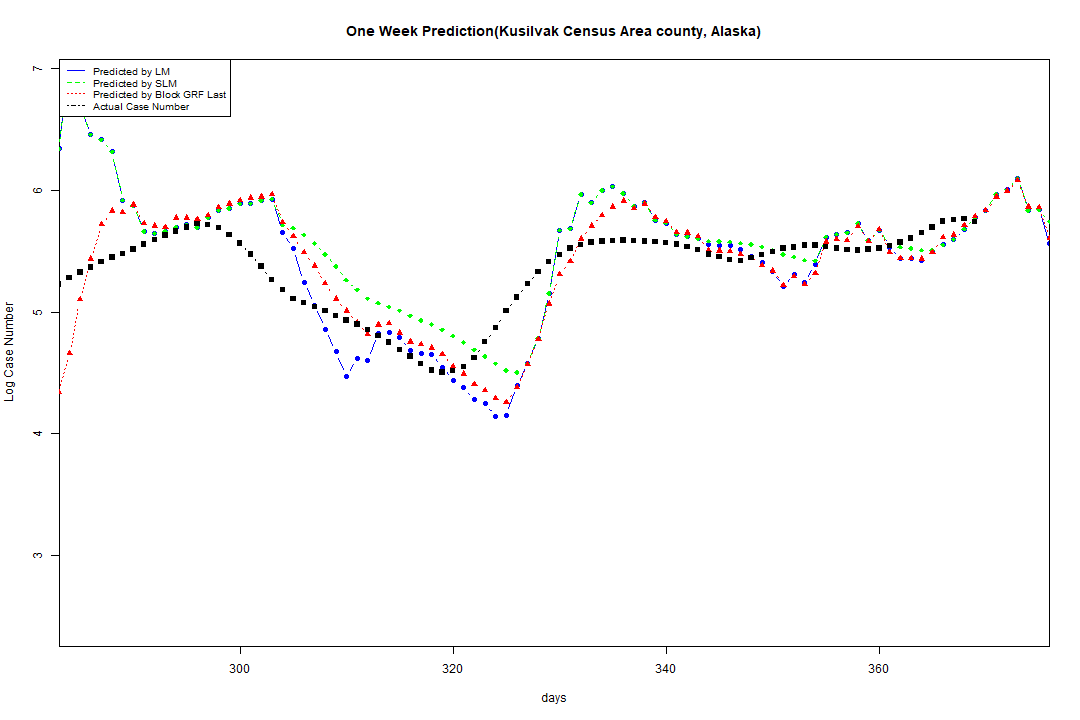 One Week Prediction(Kusilvak Census Area county, Alaska)
Predicted by LM
Predicted by SLM
Predicted by Block GRF Last
Actual Case Number
7
6
5
4
3
Log Case Number
300
320
340
360
days